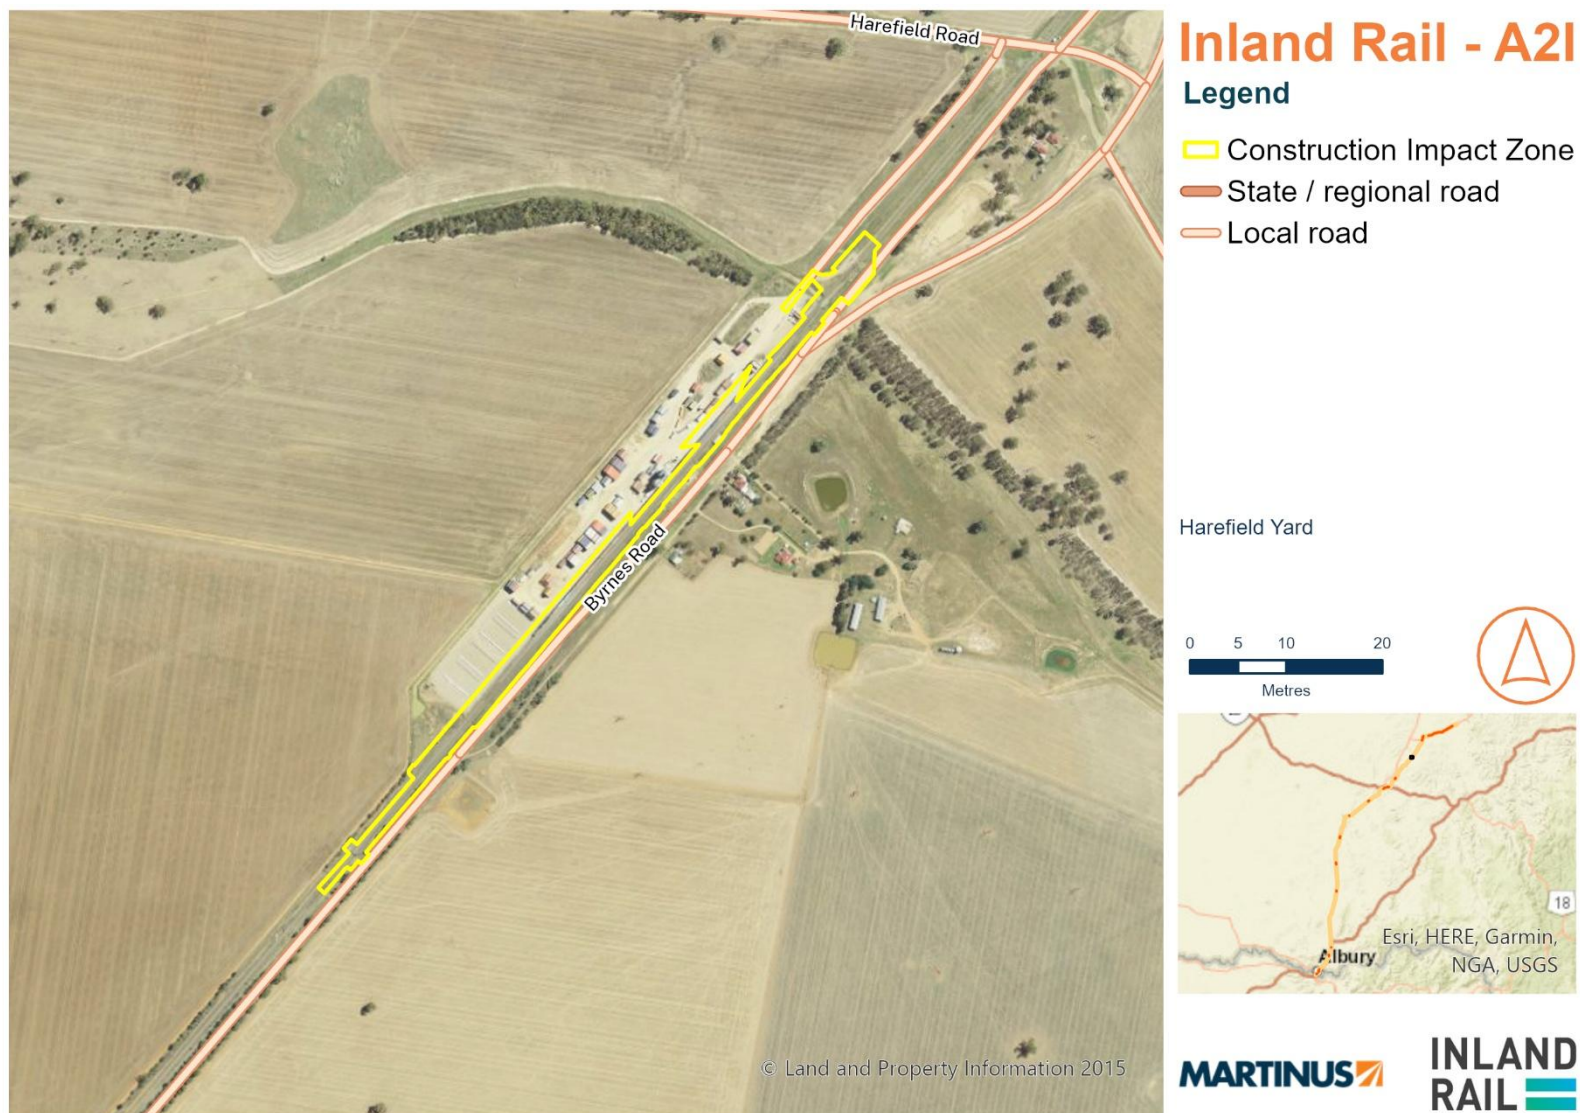 Harefield Road
Byrnes Road
© Land and Property Information 2015
Inland Rail - A2I
Legend
Construction Impact Zone
State / regional road
Local road
Harefield Yard
0 5 10 20
Metres
18
Albury
Esri, HERE, Garmin,
NGA, USGS
MARTINUS
INLAND
RAIL